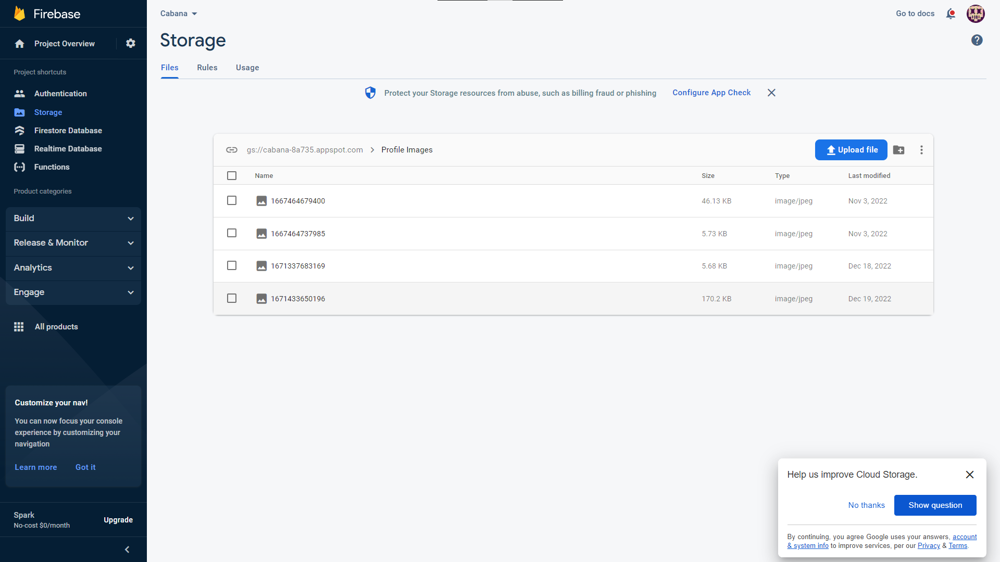 Firebase
Project Overview
Project shortcuts
Authentication
Storage
Firestore Database
Realtime Database
Functions
Product categories
Build
Release & Monitor
Analytics
Engage
All products
Customize your nav!
You can now focus your console
experience by customizing your
navigation
Learn more Got it
Spark
No-cost $0/month
Upgrade
Cabana
Go to docs
Storage
Files Rules Usage
Protect your Storage resources from abuse, such as billing fraud or phishing Configure App Check
gs://cabana-8a735.appspot.com Profile Images
Upload file
Name Size Type Last modified
1667464679400 46.13 KB image/jpeg Nov 3, 2022
1667464737985 5.73 KB image/jpeg Nov 3, 2022
1671337683169 5.68 KB image/jpeg Dec 18, 2022
1671433650196 170.2 KB image/jpeg Dec 19, 2022
Help us improve Cloud Storage.
No thanks Show question
By continuing, you agree Google uses your answers, account
& system info to improve services, per our Privacy & Terms.